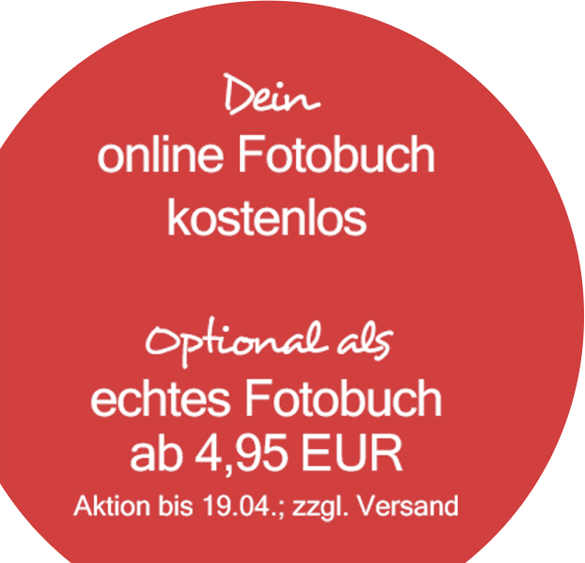 Dein
online Fotobuch
kostenlos
Optional als
echtes Fotobuch
ab 4,95 EUR
Aktion bis 19.04.; zzgl. Versand